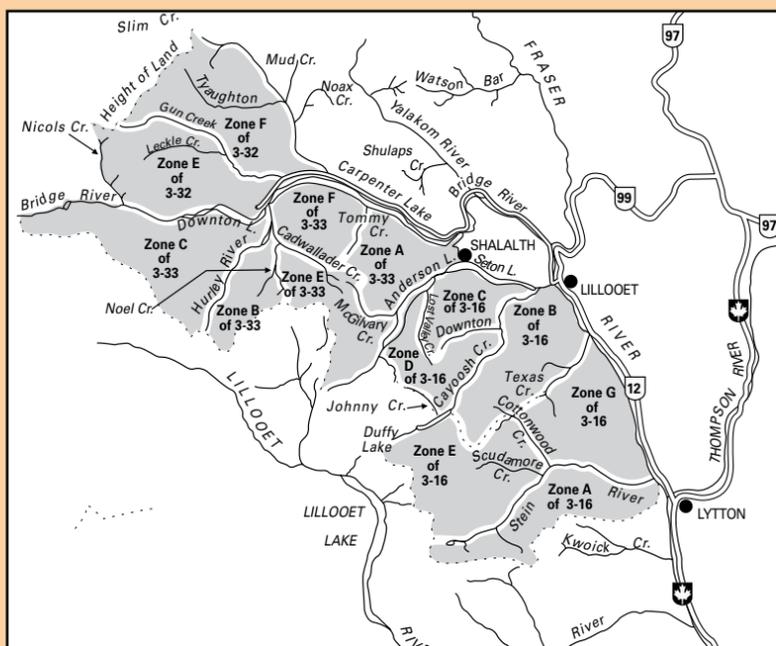 Slim Cr.
97
FRASER
Height of Land
Mud Cr.
Tyaughton
Noax
Cr.
Watson Bar
Yalakom River
Nicols Cr.
Gun Creek
Zone F
of
3-32
Leckie Cr.
Zone E
of
3-32
Shulaps
Cr.
Bridge River
Carpenter Lake
99
Bridge River
Downton L.
Zone F
of
3-33
Tommy
Cr.
97
Zone C
of
3-33
Hurley River
Cadwallader Cr.
Zone A
of
3-33
Anderson L.
SHALALTH
Seton L.
LILLOOET
Noel Cr.
Zone E
of 3-33
Zone B
of 3-33
McGilvary
Cr.
Lost Valley Cr.
Zone C
of 3-16
Downton
Zone B
of
3-16
RIVER
Zone
D
of 3-16
Cayoosh Cr.
Texas
Cr.
12
THOMPSON RIVER
LILLOOET
Johnny Cr.
Cottonwood
Cr.
Zone G
of
3-16
Duffy
Lake
Zone E
of
3-16
Scudamore
Cr.
Zone A
of 3-16
River
Stein
LYTTON
LILLOOET
LAKE
Kwoick Cr.
River
RIVER